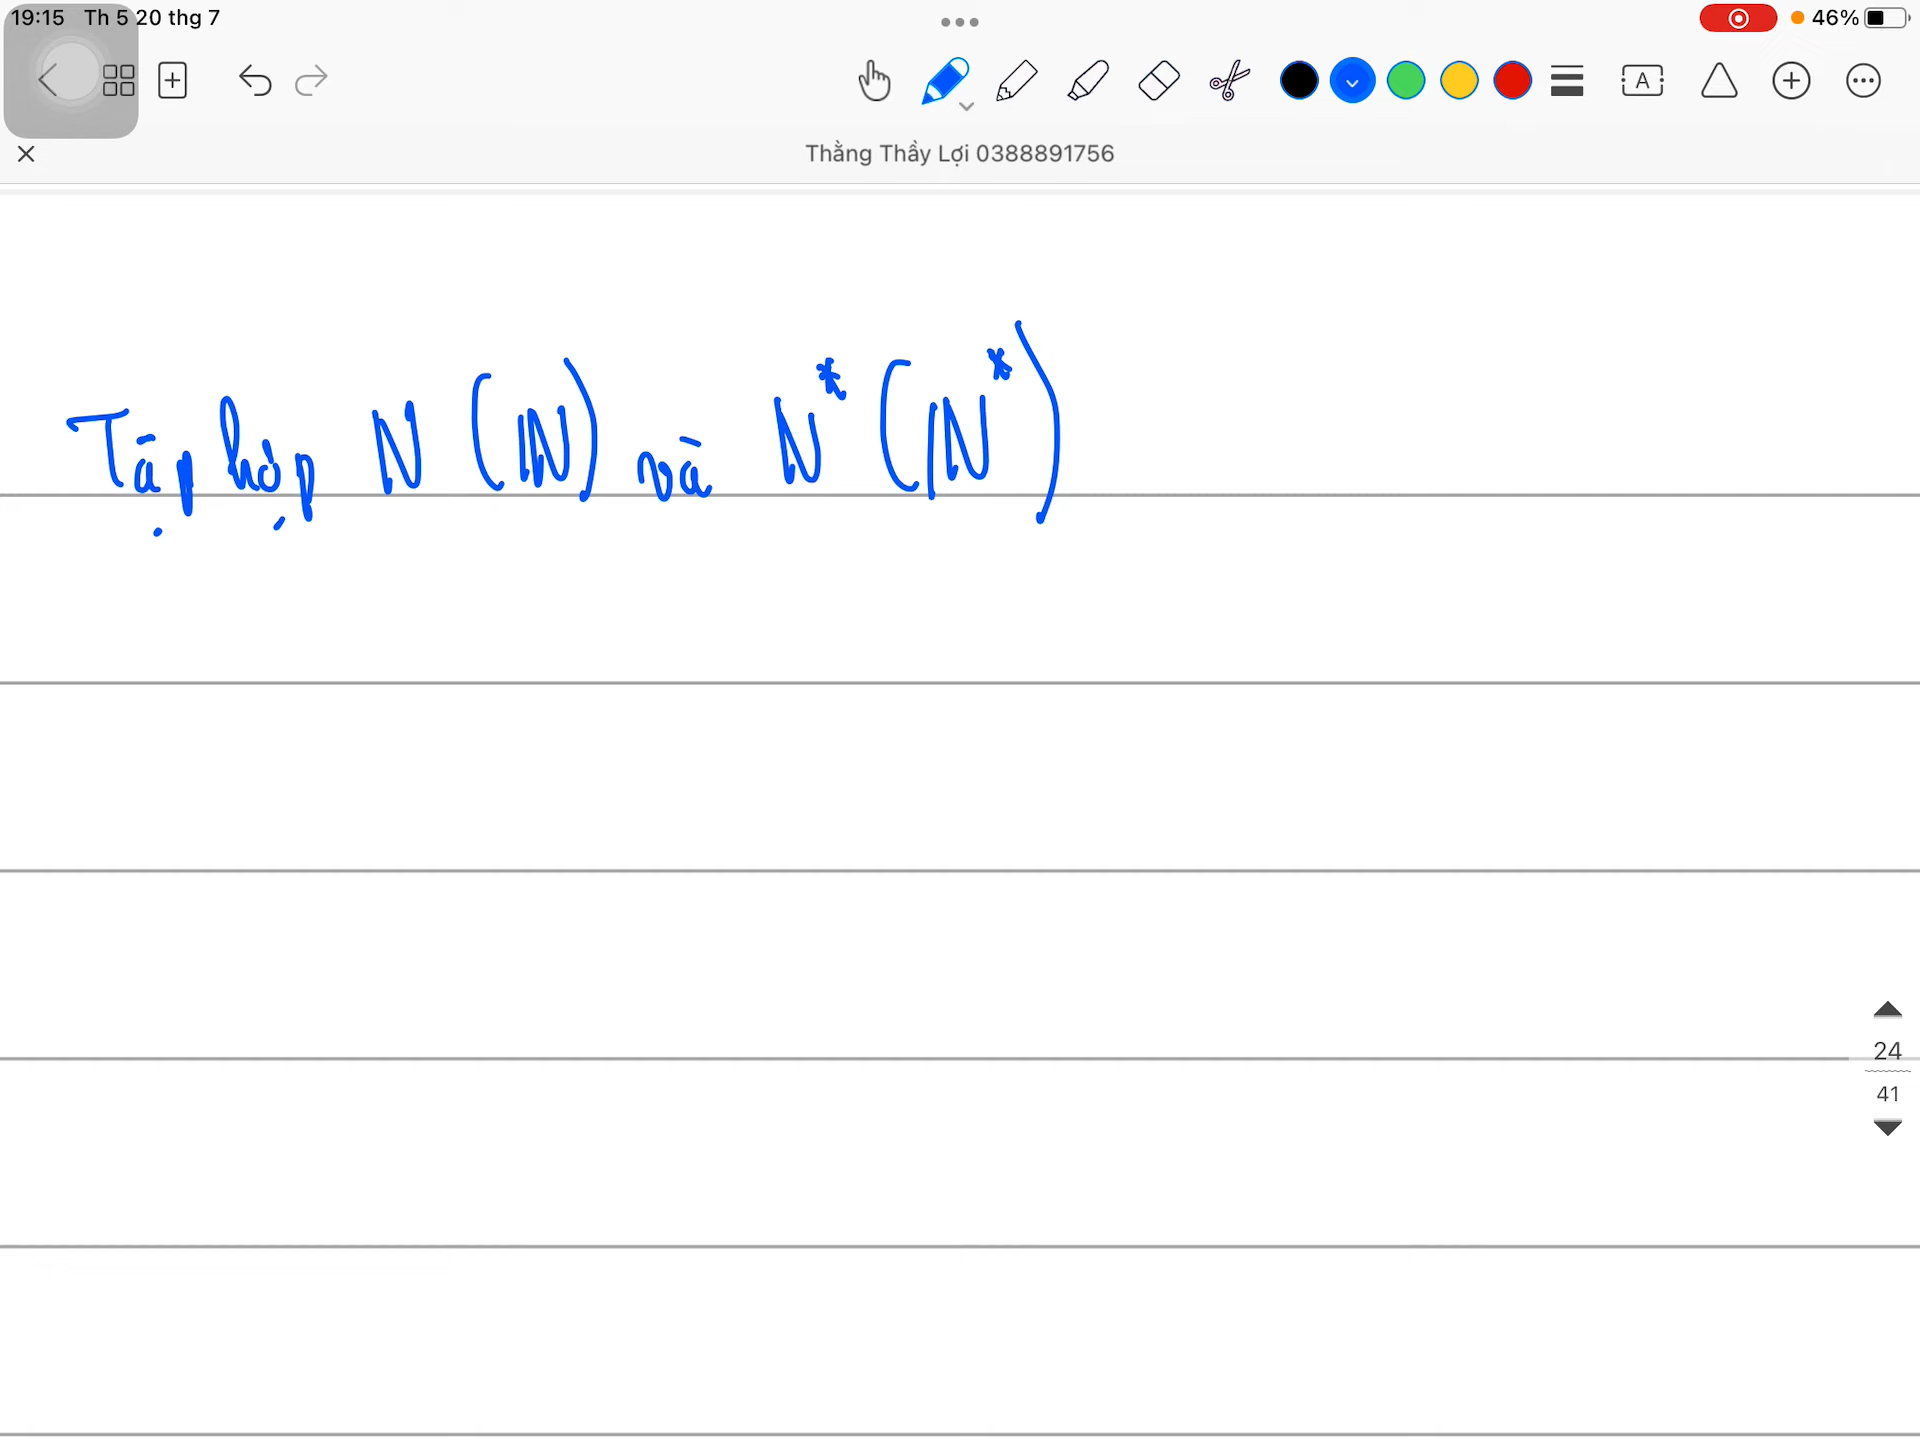 19:15 Th 5 20 thg 7
46%
A
Thằng Thầy Lợi 0388891756
Tập hợp N (ℕ) và N* (ℕ*)
24
41